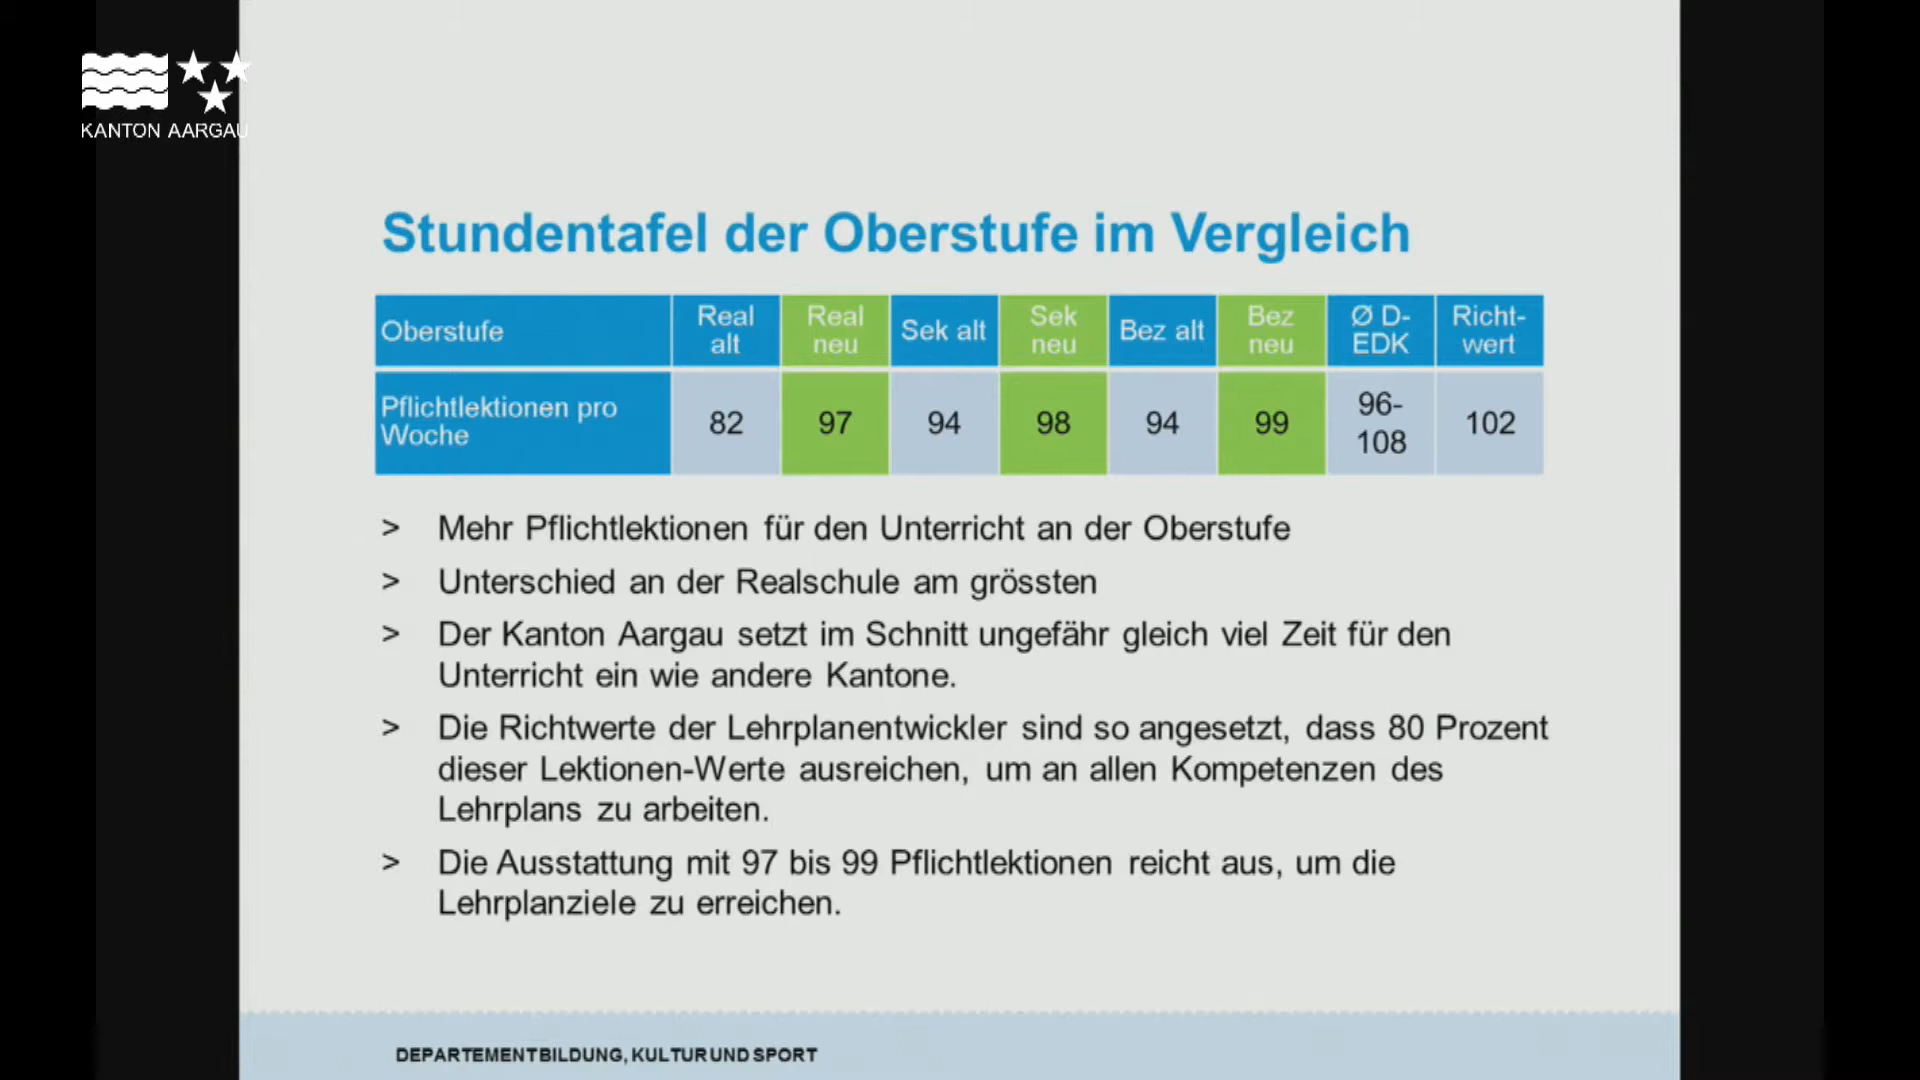 KANTON AARGAU
Stundentafel der Oberstufe im Vergleich
Oberstufe
Real alt
Real neu
Sek alt
Sek neu
Bez alt
Bez neu
Ø D-
EDK
Richt-
wert
Pflichtlektionen pro
Woche
82
97
94
98
94
99
96-
108
102
> Mehr Pflichtlektionen für den Unterricht an der Oberstufe
> Unterschied an der Realschule am grössten
> Der Kanton Aargau setzt im Schnitt ungefähr gleich viel Zeit für den
Unterricht ein wie andere Kantone.
> Die Richtwerte der Lehrplanentwickler sind so angesetzt, dass 80 Prozent
dieser Lektionen-Werte ausreichen, um an allen Kompetenzen des
Lehrplans zu arbeiten.
> Die Ausstattung mit 97 bis 99 Pflichtlektionen reicht aus, um die
Lehrplanziele zu erreichen.
DEPARTEMENT BILDUNG, KULTUR UND SPORT